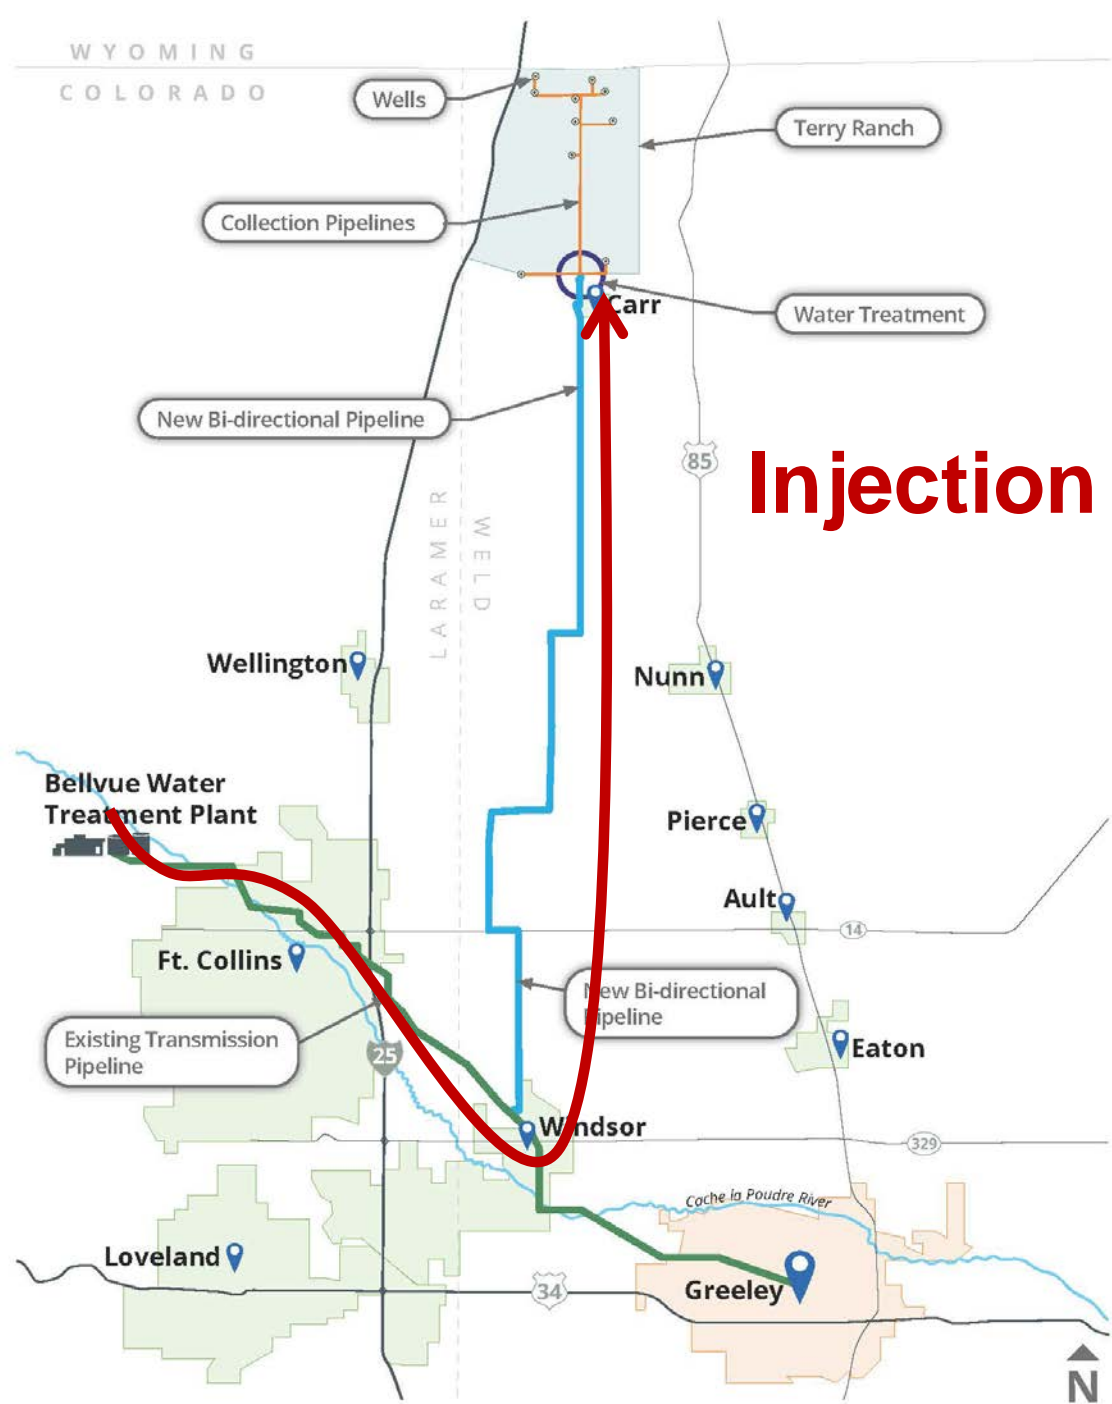 WYOMING
COLORADO
Wells
Terry Ranch
Collection Pipelines
Carr
Water Treatment
New Bi-directional Pipeline
85
Injection
LARAMER
WELD
Wellington
Nunn
Bellvue Water
Treatment Plant
Pierce
Ault
14
Ft. Collins
New Bi-directional
Pipeline
Existing Transmission
Pipeline
25
Eaton
Windsor
329
Cache la Poudre River
Loveland
34
Greeley
N